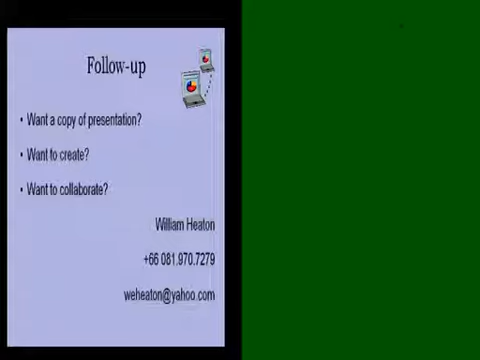 Follow-up
• Want a copy of presentation?
• Want to create?
• Want to collaborate?
William Heaton
+66 081.970.7279
weheaton@yahoo.com